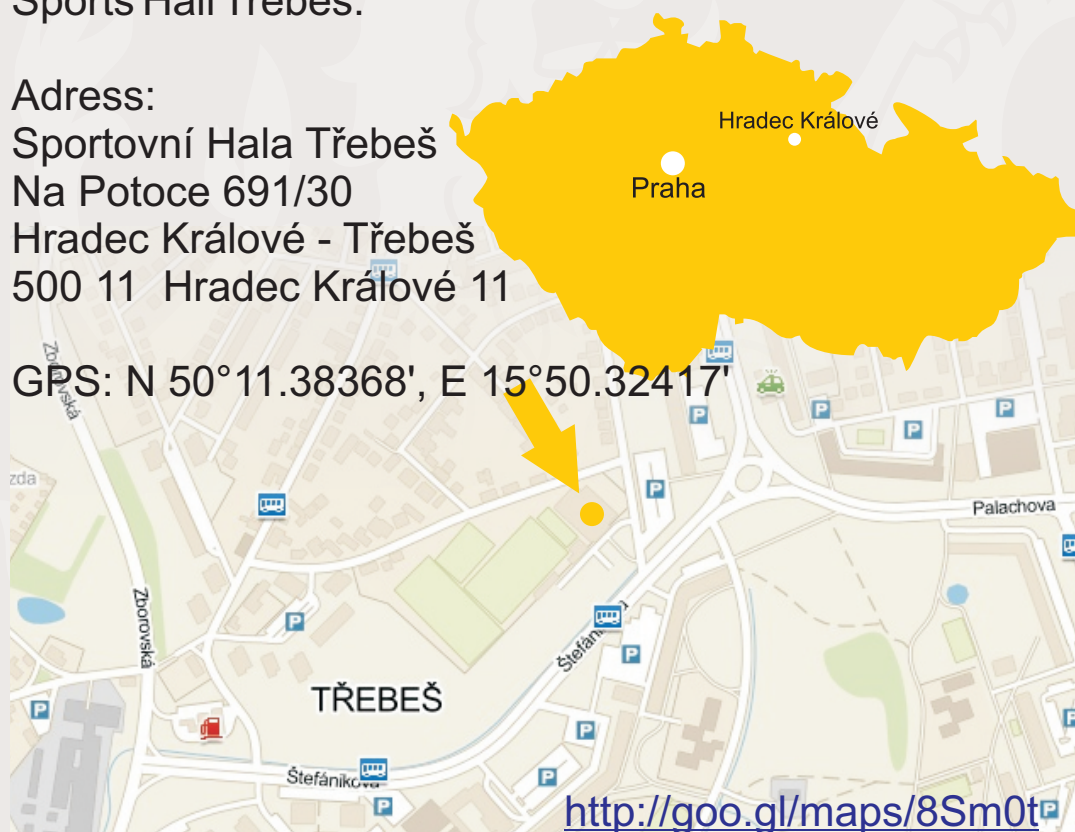 Sports Hall Třebeš.
Adress:
Sportovní Hala Třebeš
Na Potoce 691/30
Hradec Králové - Třebeš
500 11 Hradec Králové 11
GPS: N 50°11.38368', E 15°50.32417'
Hradec Králové
Praha
Zborovská
zda
P
P
P
P
P
Palachova
Zborovská
P
P
TŘEBEŠ
P
P
P
P
Štefánikova
P
P
http://goo.gl/maps/8Sm0t
P